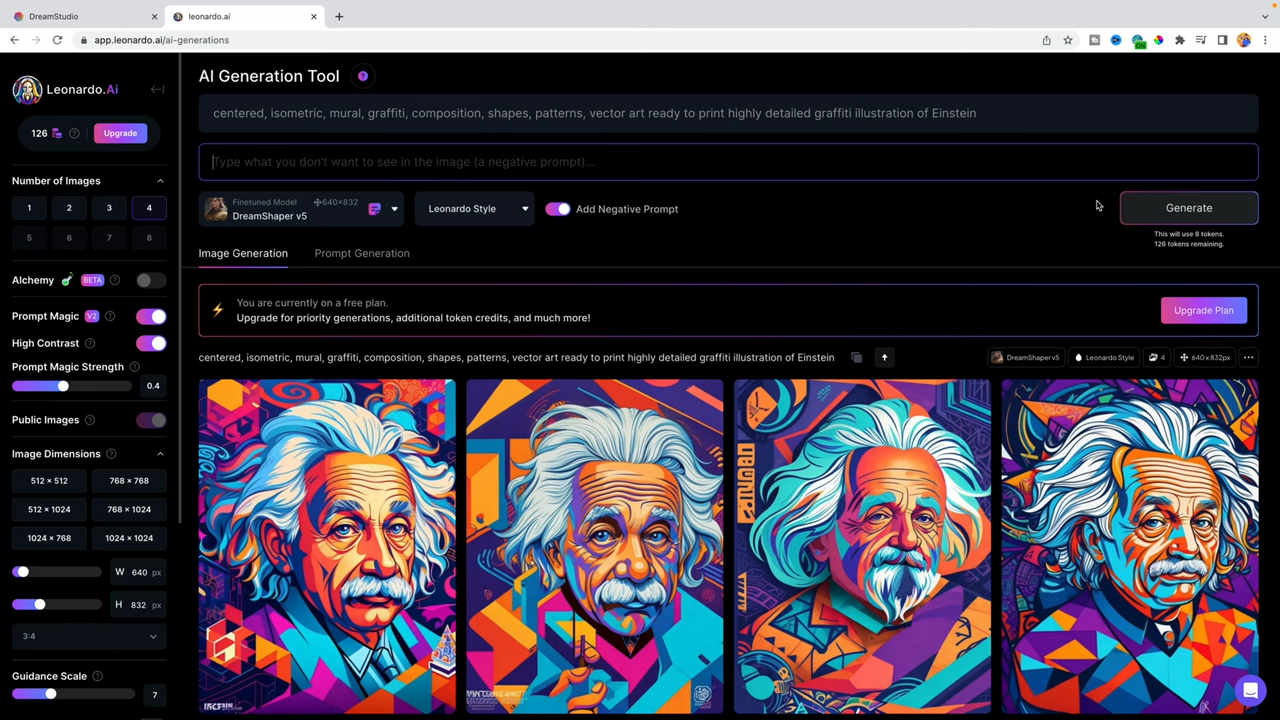 DreamStudio
leonardo.ai
app.leonardo.ai/ai-generations
ON
Leonardo.Ai
126
Upgrade
Number of Images
1 2 3 4
5 6 7 8
Alchemy BETA
Prompt Magic V2
High Contrast
Prompt Magic Strength
0.4
Public Images
Image Dimensions
512 × 512 768 × 768
512 × 1024 768 × 1024
1024 × 768 1024 × 1024
W 640 px
H 832 px
3:4
Guidance Scale
7
AI Generation Tool
centered, isometric, mural, graffiti, composition, shapes, patterns, vector art ready to print highly detailed graffiti illustration of Einstein
Type what you don't want to see in the image (a negative prompt)...
Finetuned Model 640×832
DreamShaper v5
Leonardo Style
Add Negative Prompt
Generate
This will use 8 tokens.
126 tokens remaining.
Image Generation Prompt Generation
You are currently on a free plan.
Upgrade for priority generations, additional token credits, and much more!
Upgrade Plan
centered, isometric, mural, graffiti, composition, shapes, patterns, vector art ready to print highly detailed graffiti illustration of Einstein
DreamShaper v5 Leonardo Style 4 640 x 832px